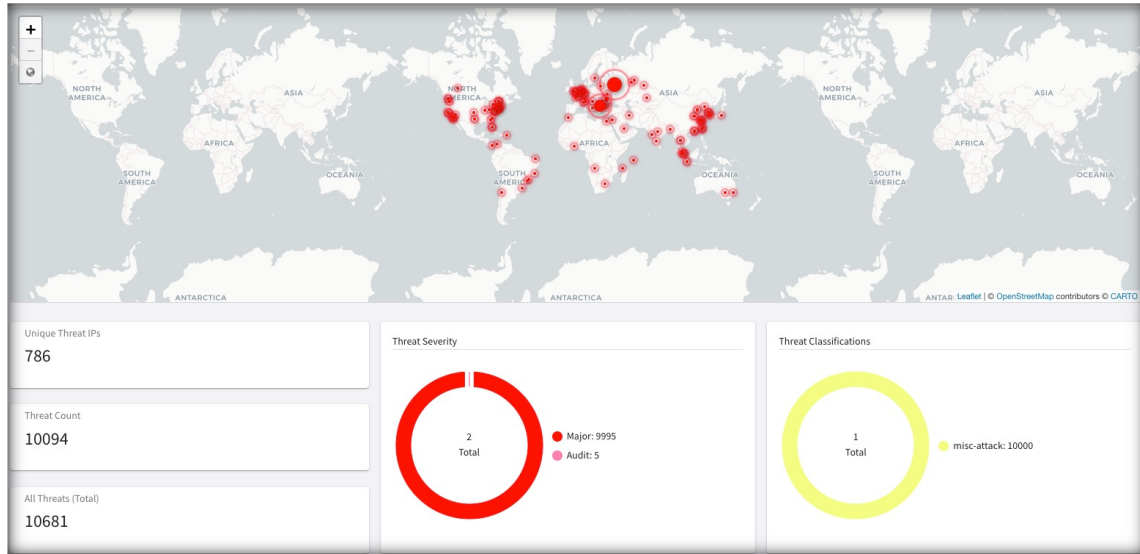 +
−
NORTH
AMERICA
ASIA
AFRICA
SOUTH
AMERICA
OCEANIA
ANTARCTICA
NORTH
AMERICA
ASIA
AFRICA
SOUTH
AMERICA
OCEANIA
ANTARCTICA
NORTH
AMERICA
ASIA
AFRICA
SOUTH
AMERICA
OCEANIA
ANTAR
Leaflet | © OpenStreetMap contributors © CARTO
Unique Threat IPs
786
Threat Count
10094
All Threats (Total)
10681
Threat Severity
2
Total
Major: 9995
Audit: 5
Threat Classifications
1
Total
misc-attack: 10000